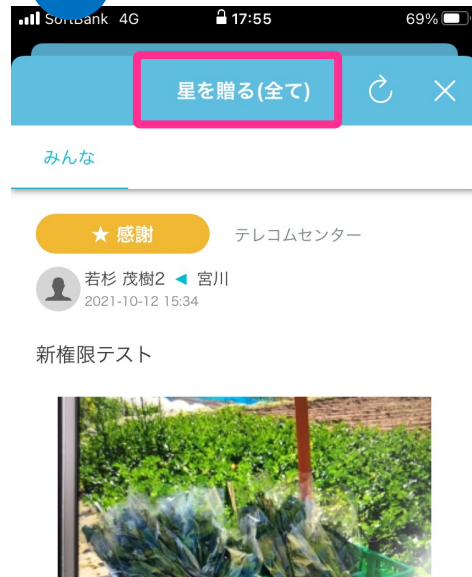 SoftBank 4G 17:55 69%
星を贈る(全て)
みんな
★ 感謝 テレコムセンター
若杉 茂樹2 ◀ 宮川
2021-10-12 15:34
新権限テスト